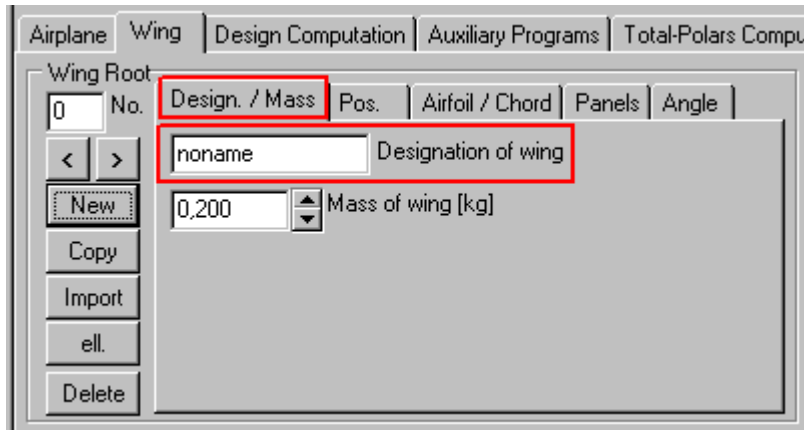 Airplane Wing Design Computation Auxiliary Programs Total-Polars Compu
Wing Root
0 No. Design. / Mass Pos. Airfoil / Chord Panels Angle
< > noname Designation of wing
New 0,200 Mass of wing [kg]
Copy
Import
ell.
Delete